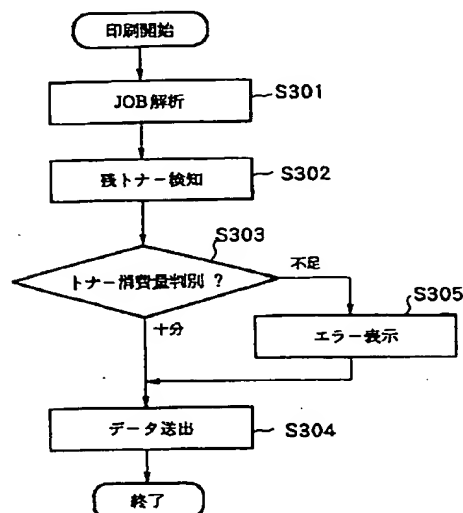 印刷開始
JOB解析
S301
残トナー検知
S302
S303
トナー消費量判別？
不足
十分
S305
エラー表示
データ送出
S304
終了